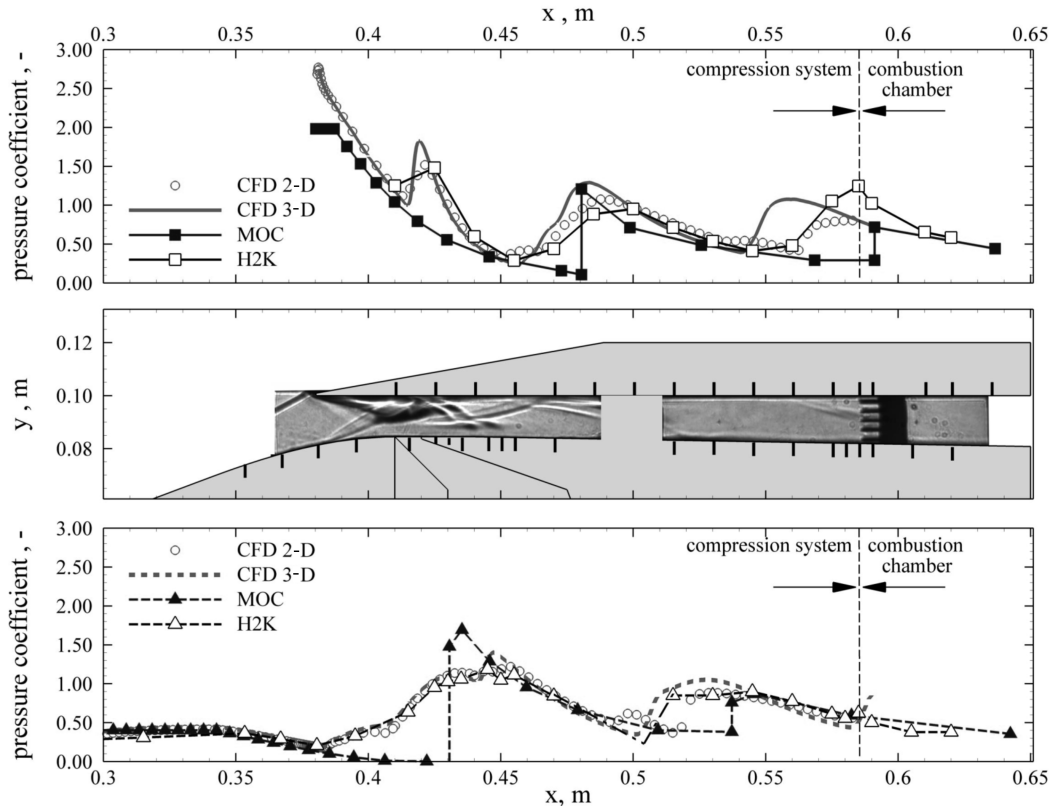 x , m
0.3 0.35 0.4 0.45 0.5 0.55 0.6 0.65
pressure coefficient , -
3.00
2.50
2.00
1.50
1.00
0.50
0.00
compression system
combustion
chamber
CFD 2-D
CFD 3-D
MOC
H2K
y , m
0.12
0.10
0.08
pressure coefficient , -
3.00
2.50
2.00
1.50
1.00
0.50
0.00
CFD 2-D
CFD 3-D
MOC
H2K
compression system
combustion
chamber
0.3 0.35 0.4 0.45 0.5 0.55 0.6 0.65
x, m